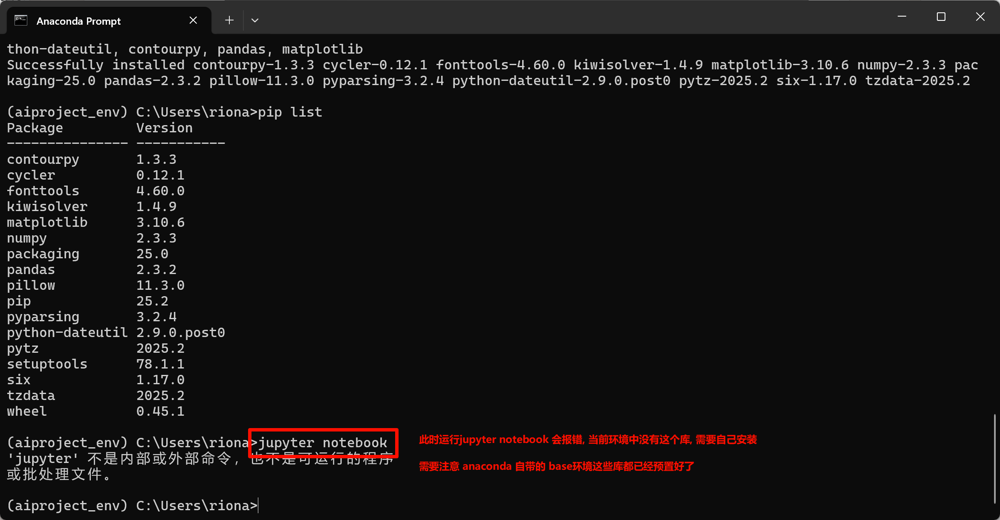 Anaconda Prompt
thon-dateutil, contourpy, pandas, matplotlib
Successfully installed contourpy-1.3.3 cycler-0.12.1 fonttools-4.60.0 kiwisolver-1.4.9 matplotlib-3.10.6 numpy-2.3.3 pac
kaging-25.0 pandas-2.3.2 pillow-11.3.0 pyparsing-3.2.4 python-dateutil-2.9.0.post0 pytz-2025.2 six-1.17.0 tzdata-2025.2
(aiproject_env) C:\Users\riona>pip list
Package         Version
--------------- -----------
contourpy       1.3.3
cycler          0.12.1
fonttools       4.60.0
kiwisolver      1.4.9
matplotlib      3.10.6
numpy           2.3.3
packaging       25.0
pandas          2.3.2
pillow          11.3.0
pip             25.2
pyparsing       3.2.4
python-dateutil 2.9.0.post0
pytz            2025.2
setuptools      78.1.1
six             1.17.0
tzdata          2025.2
wheel           0.45.1
(aiproject_env) C:\Users\riona>jupyter notebook
此时运行jupyter notebook 会报错, 当前环境中没有这个库, 需要自己安装
'jupyter' 不是内部或外部命令，也不是可运行的程序
需要注意 anaconda 自带的 base环境这些库都已经预置好了
或批处理文件。
(aiproject_env) C:\Users\riona>